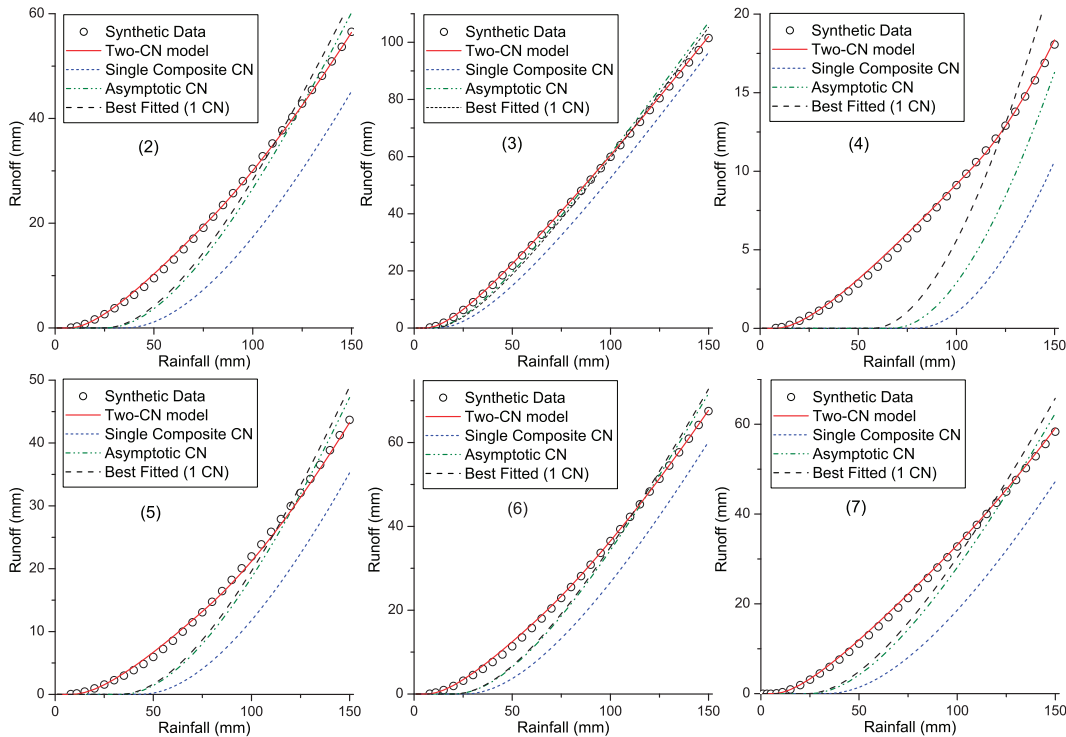 Synthetic Data
Two-CN model
Single Composite CN
Asymptotic CN
Best Fitted (1 CN)
(2)
Runoff (mm)
60
40
20
0
0
50
100
150
Rainfall (mm)
Synthetic Data
Two-CN model
Single Composite CN
Asymptotic CN
Best Fitted (1 CN)
(3)
Runoff (mm)
100
80
60
40
20
0
0
50
100
150
Rainfall (mm)
Synthetic Data
Two-CN model
Single Composite CN
Asymptotic CN
Best Fitted (1 CN)
(4)
Runoff (mm)
20
15
10
5
0
0
50
100
150
Rainfall (mm)
Synthetic Data
Two-CN model
Single Composite CN
Asymptotic CN
Best Fitted (1 CN)
(5)
Runoff (mm)
50
40
30
20
10
0
0
50
100
150
Rainfall (mm)
Synthetic Data
Two-CN model
Single Composite CN
Asymptotic CN
Best Fitted (1 CN)
(6)
Runoff (mm)
60
40
20
0
0
50
100
150
Rainfall (mm)
Synthetic Data
Two-CN model
Single Composite CN
Asymptotic CN
Best Fitted (1 CN)
(7)
Runoff (mm)
60
40
20
0
0
50
100
150
Rainfall (mm)